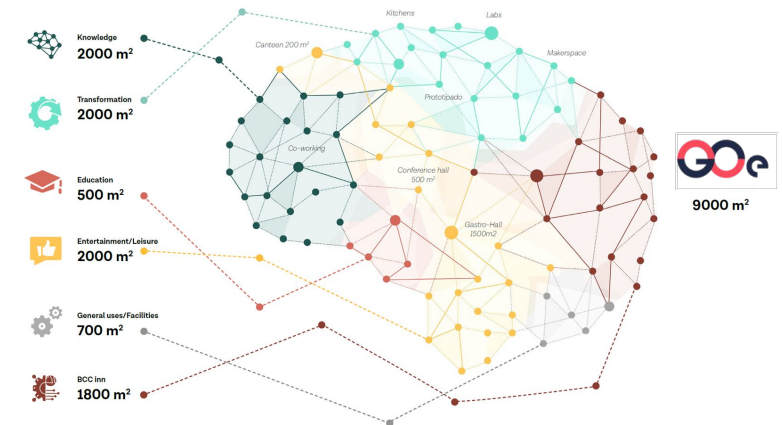 Kitchens
Labs
Canteen 200 m²
Makerspace
Knowledge
2000 m²
Transformation
2000 m²
Prototipado
Co-working
Conference hall
500 m²
Education
500 m²
GOe
9000 m²
Gastro-Hall
1500m2
Entertainment/Leisure
2000 m²
General uses/Facilities
700 m²
BCC inn
1800 m²